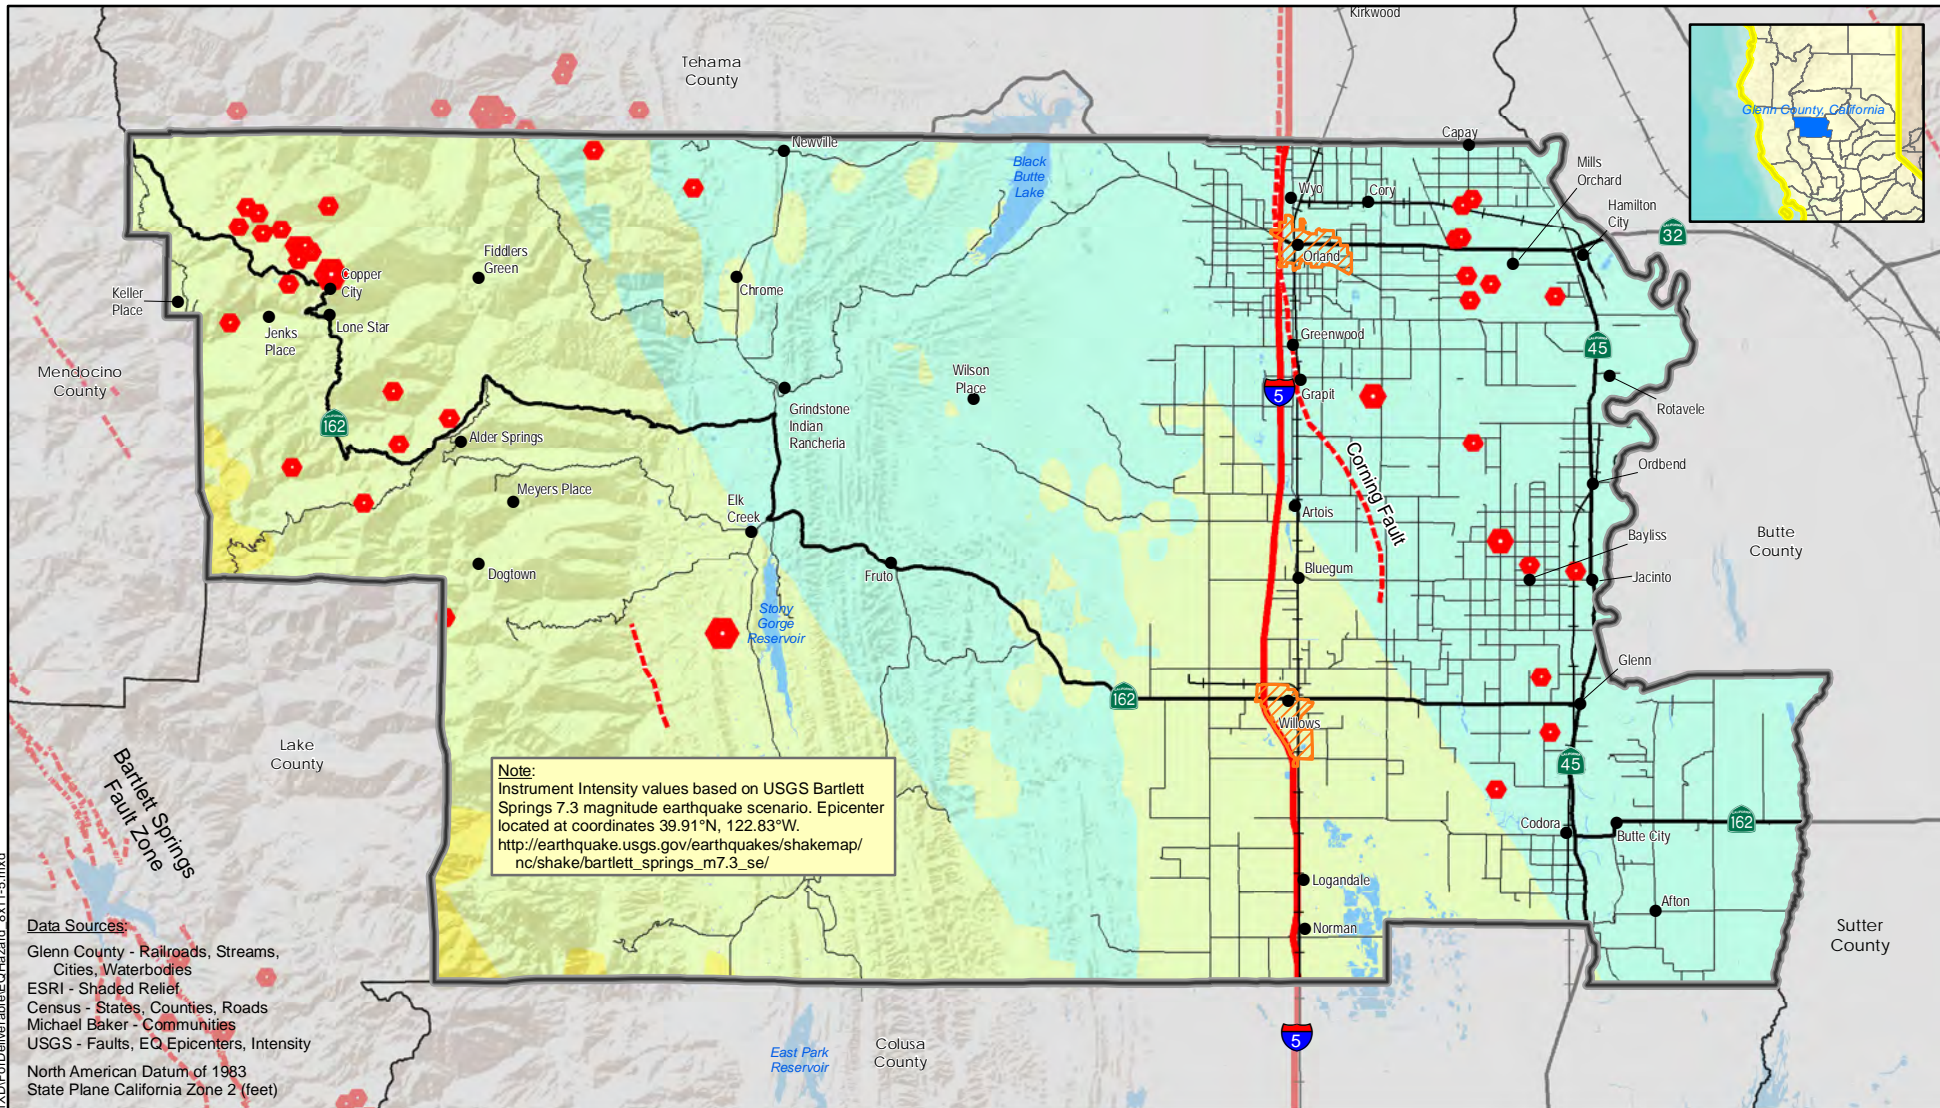 Kirkwood
Tehama
County
Glenn County, California
Capay
Newville
Mills
Orchard
Black
Butte
Lake
Wyo
Cory
Hamilton
City
32
Orland
Fiddlers
Green
Copper
City
Chrome
Keller
Place
Jenks
Place
Lone Star
Greenwood
45
Mendocino
County
Wilson
Place
5
Grapit
Rotavele
162
Grindstone
Indian
Rancheria
Alder Springs
Corning Fault
Ordbend
Meyers Place
Elk
Creek
Artois
Butte
County
Bayliss
Dogtown
Fruto
Bluegum
Jacinto
Stony
Gorge
Reservoir
Glenn
162
Willows
Lake
County
Bartlett Springs
Fault Zone
45
Note:
Instrument Intensity values based on USGS Bartlett
Springs 7.3 magnitude earthquake scenario. Epicenter
located at coordinates 39.91°N, 122.83°W.
http://earthquake.usgs.gov/earthquakes/shakemap/
nc/shake/bartlett_springs_m7.3_se/
Codora
Butte City
162
Logandale
Afton
Norman
Sutter
County
Data Sources:
Glenn County - Railroads, Streams,
Cities, Waterbodies
ESRI - Shaded Relief
Census - States, Counties, Roads
Michael Baker - Communities
USGS - Faults, EQ Epicenters, Intensity
North American Datum of 1983
State Plane California Zone 2 (feet)
East Park
Reservoir
Colusa
County
5